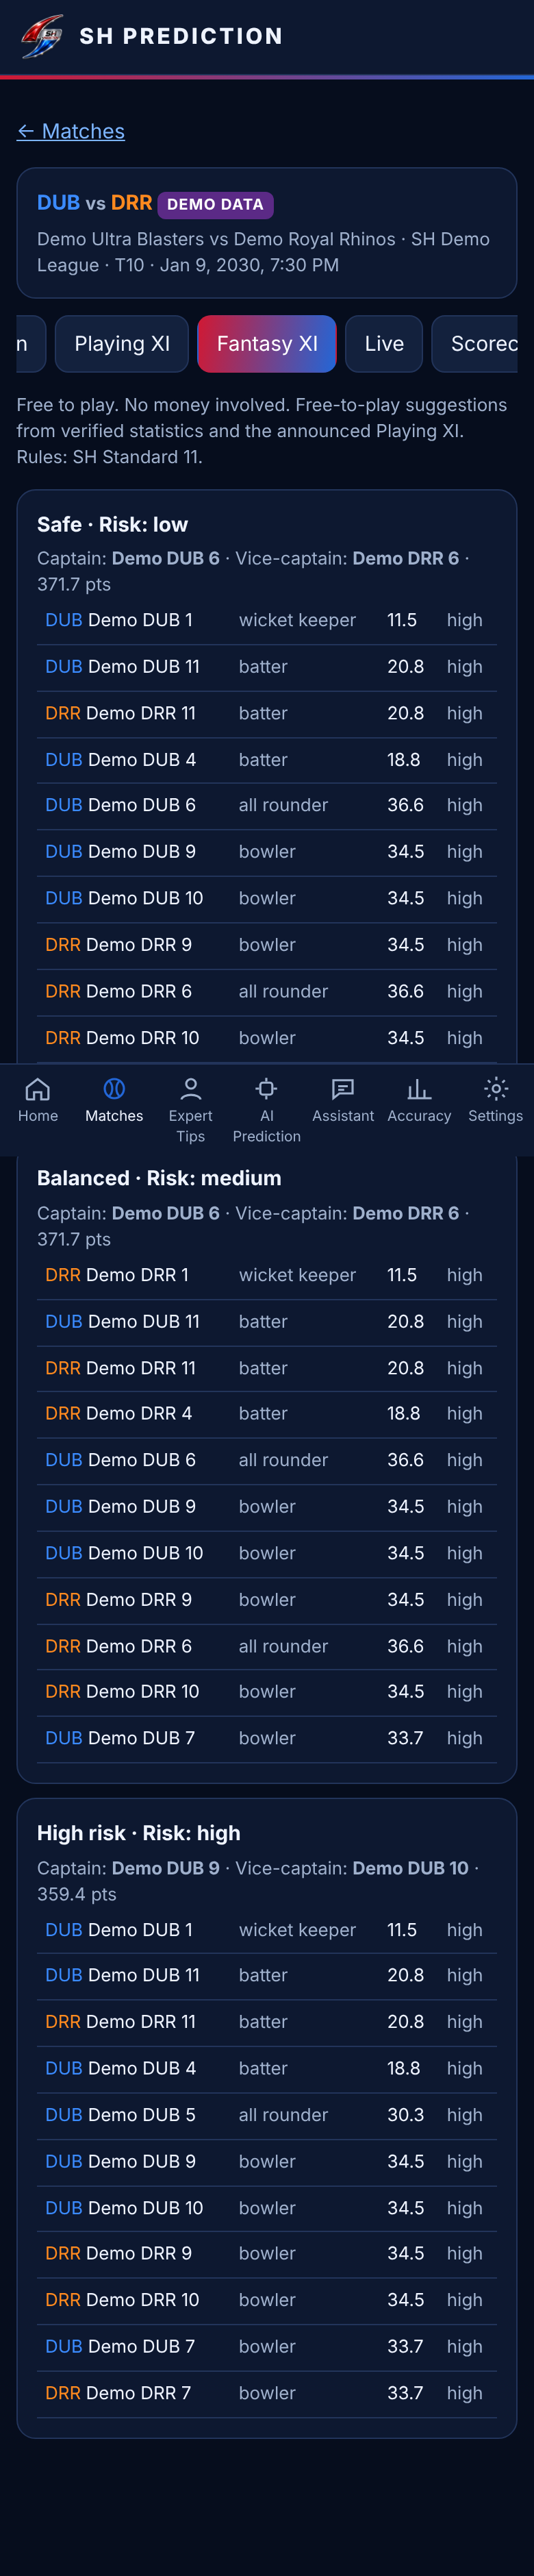 SH
SH PREDICTION
← Matches
DUB vs DRR DEMO DATA
Demo Ultra Blasters vs Demo Royal Rhinos · SH Demo
League · T10 · Jan 9, 2030, 7:30 PM
n Playing XI Fantasy XI Live Scorec
Free to play. No money involved. Free-to-play suggestions
from verified statistics and the announced Playing XI.
Rules: SH Standard 11.
Safe · Risk: low
Captain: Demo DUB 6 · Vice-captain: Demo DRR 6 ·
371.7 pts
DUB Demo DUB 1 wicket keeper 11.5 high
DUB Demo DUB 11 batter 20.8 high
DRR Demo DRR 11 batter 20.8 high
DUB Demo DUB 4 batter 18.8 high
DUB Demo DUB 6 all rounder 36.6 high
DUB Demo DUB 9 bowler 34.5 high
DUB Demo DUB 10 bowler 34.5 high
DRR Demo DRR 9 bowler 34.5 high
DRR Demo DRR 6 all rounder 36.6 high
DRR Demo DRR 10 bowler 34.5 high
Home Matches Expert AI Assistant Accuracy Settings
Tips Prediction
Balanced · Risk: medium
Captain: Demo DUB 6 · Vice-captain: Demo DRR 6 ·
371.7 pts
DRR Demo DRR 1 wicket keeper 11.5 high
DUB Demo DUB 11 batter 20.8 high
DRR Demo DRR 11 batter 20.8 high
DRR Demo DRR 4 batter 18.8 high
DUB Demo DUB 6 all rounder 36.6 high
DUB Demo DUB 9 bowler 34.5 high
DUB Demo DUB 10 bowler 34.5 high
DRR Demo DRR 9 bowler 34.5 high
DRR Demo DRR 6 all rounder 36.6 high
DRR Demo DRR 10 bowler 34.5 high
DUB Demo DUB 7 bowler 33.7 high
High risk · Risk: high
Captain: Demo DUB 9 · Vice-captain: Demo DUB 10 ·
359.4 pts
DUB Demo DUB 1 wicket keeper 11.5 high
DUB Demo DUB 11 batter 20.8 high
DRR Demo DRR 11 batter 20.8 high
DUB Demo DUB 4 batter 18.8 high
DUB Demo DUB 5 all rounder 30.3 high
DUB Demo DUB 9 bowler 34.5 high
DUB Demo DUB 10 bowler 34.5 high
DRR Demo DRR 9 bowler 34.5 high
DRR Demo DRR 10 bowler 34.5 high
DUB Demo DUB 7 bowler 33.7 high
DRR Demo DRR 7 bowler 33.7 high